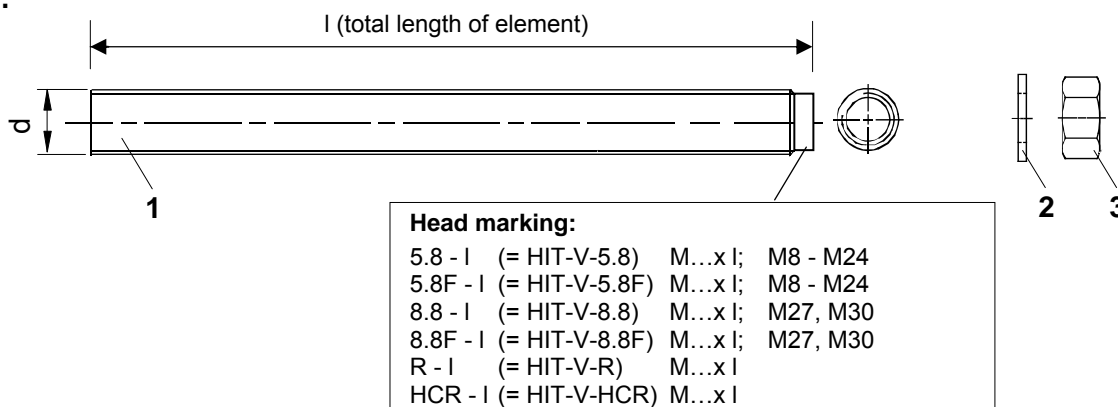 .
l (total length of element)
d
1
2
3
Head marking:
5.8 - l (= HIT-V-5.8) M…x l; M8 - M24
5.8F - l (= HIT-V-5.8F) M…x l; M8 - M24
8.8 - l (= HIT-V-8.8) M…x l; M27, M30
8.8F - l (= HIT-V-8.8F) M…x l; M27, M30
R - l (= HIT-V-R) M…x l
HCR - l (= HIT-V-HCR) M…x l